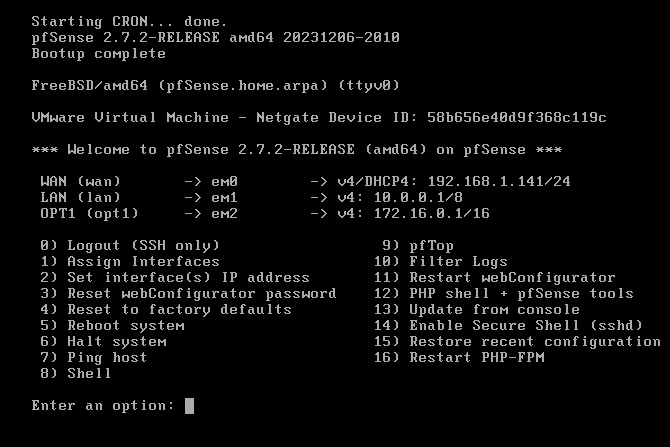 Starting CRON... done.
pfSense 2.7.2-RELEASE amd64 20231206-2010
Bootup complete
FreeBSD/amd64 (pfSense.home.arpa) (ttyv0)
VMware Virtual Machine - Netgate Device ID: 58b656e40d9f368c119c
*** Welcome to pfSense 2.7.2-RELEASE (amd64) on pfSense ***
WAN (wan) -> em0 -> v4/DHCP4: 192.168.1.141/24
LAN (lan) -> em1 -> v4: 10.0.0.1/8
OPT1 (opt1) -> em2 -> v4: 172.16.0.1/16
0) Logout (SSH only) 9) pfTop
1) Assign Interfaces 10) Filter Logs
2) Set interface(s) IP address 11) Restart webConfigurator
3) Reset webConfigurator password 12) PHP shell + pfSense tools
4) Reset to factory defaults 13) Update from console
5) Reboot system 14) Enable Secure Shell (sshd)
6) Halt system 15) Restore recent configuration
7) Ping host 16) Restart PHP-FPM
8) Shell
Enter an option: